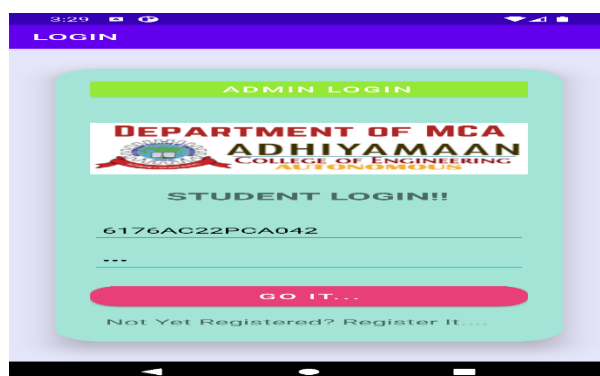 3:29
LOGIN
ADMIN LOGIN
DEPARTMENT OF MCA
ADHIYAMAAN
COLLEGE OF ENGINEERING
AUTONOMOUS
STUDENT LOGIN!!
6176AC22PCA042
...
GO IT...
Not Yet Registered? Register It....